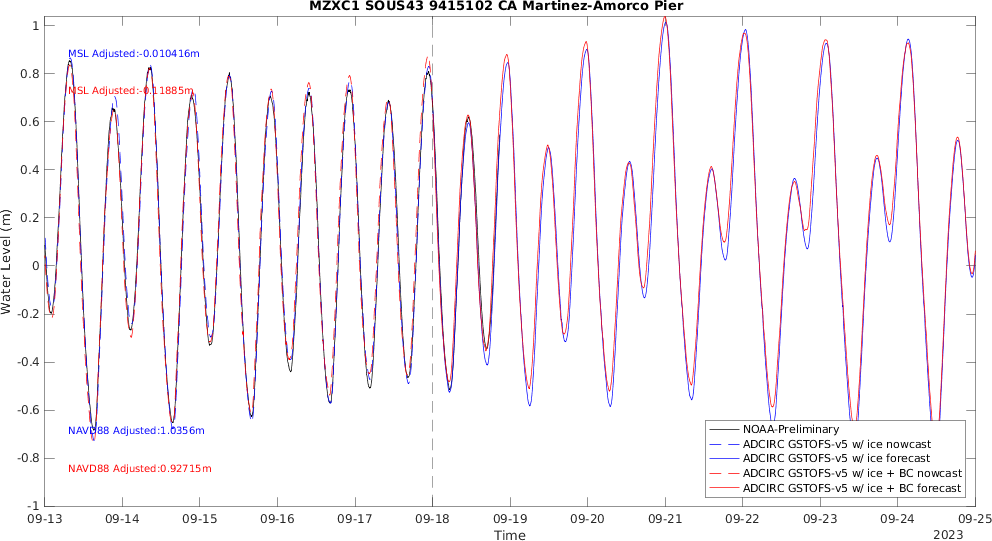 MZXC1 SOUS43 9415102 CA Martinez-Amorco Pier
1
0.8
0.6
0.4
0.2
0
-0.2
-0.4
-0.6
-0.8
-1
Water Level (m)
MSL Adjusted:-0.010416m
MSL Adjusted:-0.11885m
NAVD88 Adjusted:1.0356m
NAVD88 Adjusted:0.92715m
NOAA-Preliminary
ADCIRC GSTOFS-v5 w/ ice nowcast
ADCIRC GSTOFS-v5 w/ ice forecast
ADCIRC GSTOFS-v5 w/ ice + BC nowcast
ADCIRC GSTOFS-v5 w/ ice + BC forecast
09-13 09-14 09-15 09-16 09-17 09-18 09-19 09-20 09-21 09-22 09-23 09-24 09-25
Time
2023